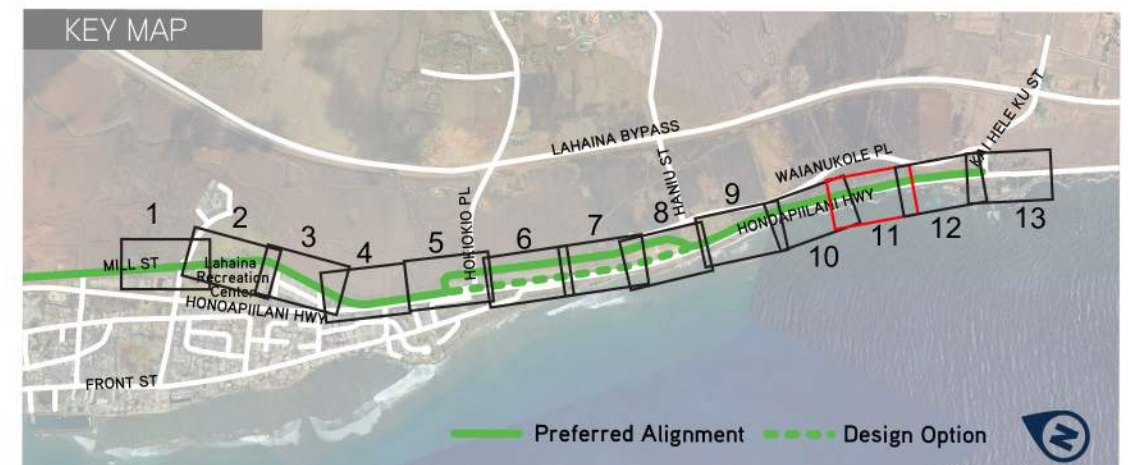 KEY MAP
LAHAINA BYPASS
KAI HELE KU ST
HANIU ST
WAIANUKOLE PL
HOKIOKIO PL
HONOAPIILANI HWY
1
2
3
4
5
6
7
8
9
10
11
12
13
MILL ST
Lahaina
Recreation
Center
HONOAPIILANI HWY
FRONT ST
Preferred Alignment
Design Option
N